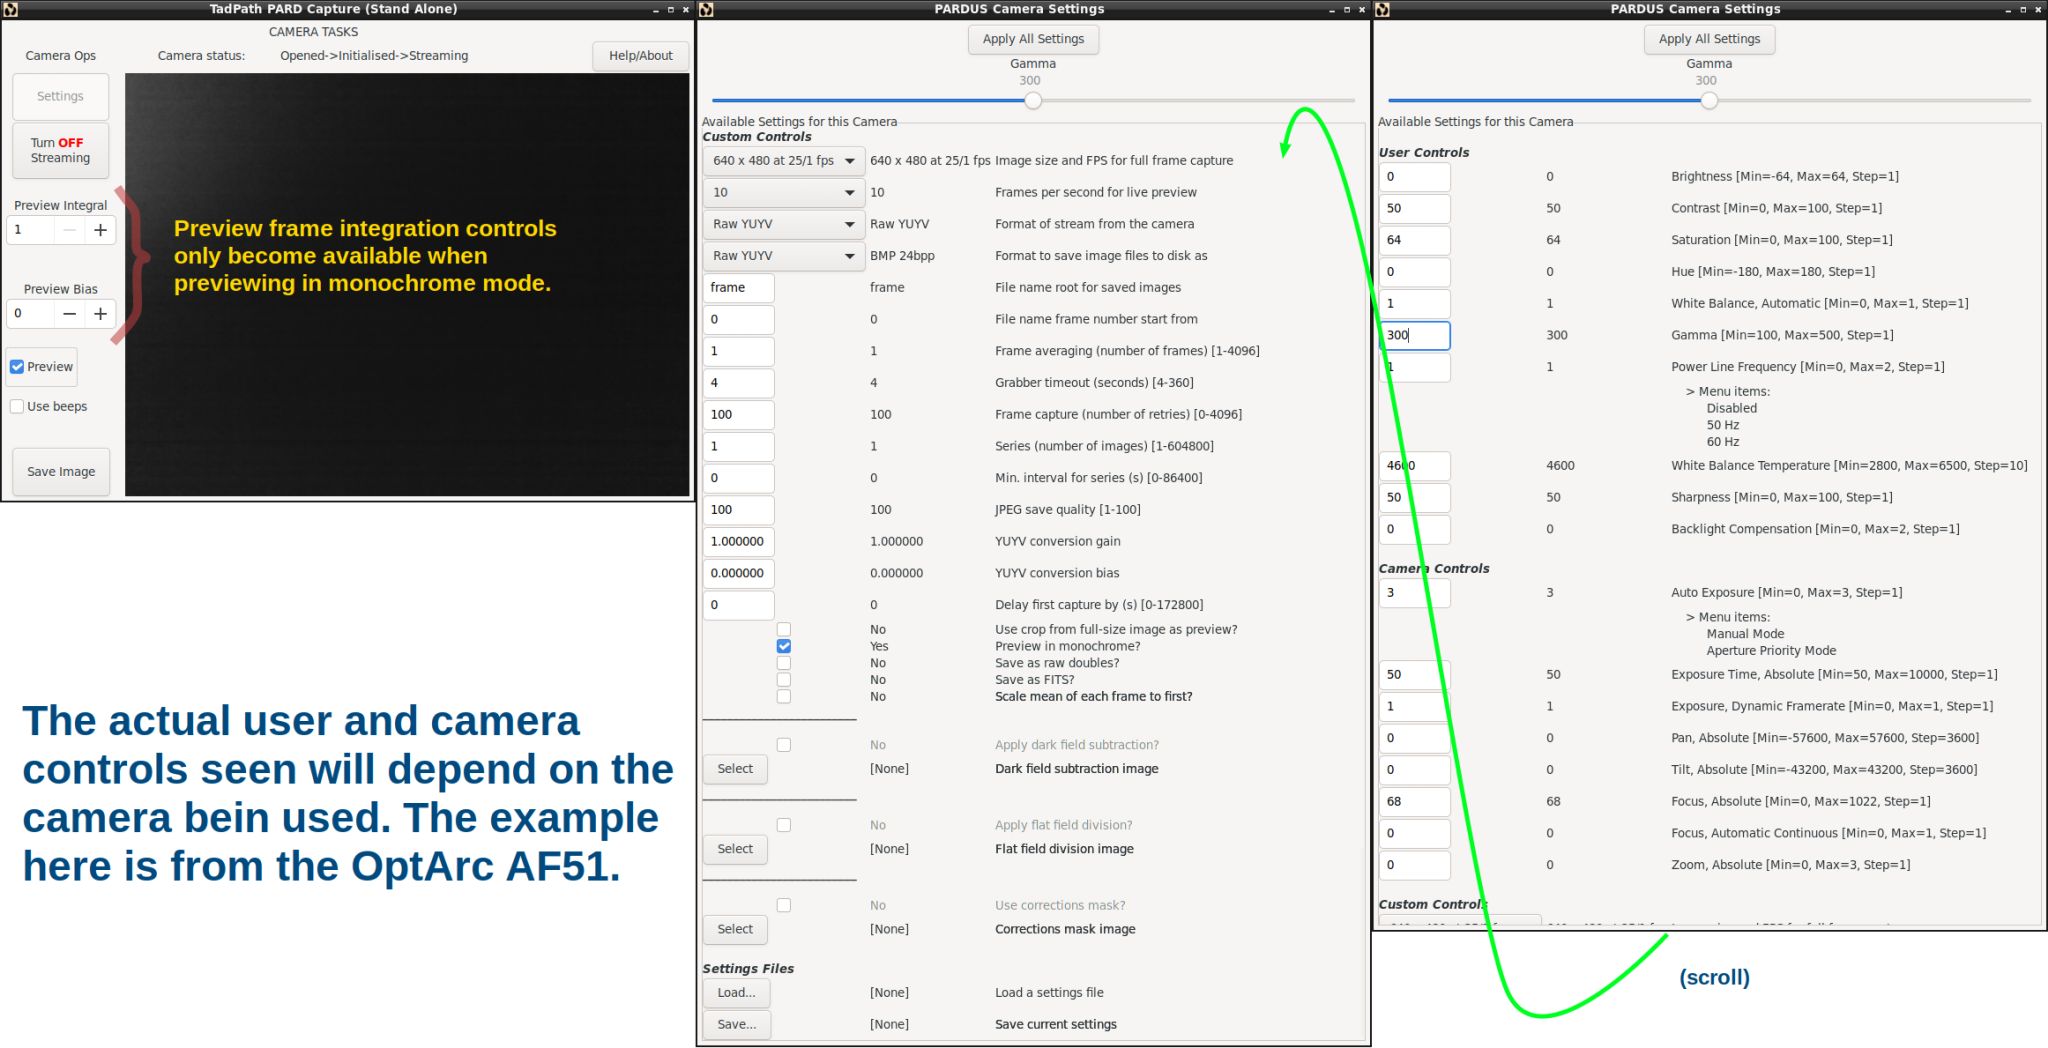 TadPath PARD Capture (Stand Alone)
CAMERA TASKS
Camera Ops
Camera status: Opened->Initialised->Streaming
Help/About
Settings
Turn OFF
Streaming
Preview Integral
1
Preview Bias
0
Preview
Use beeps
Save Image
Preview frame integration controls
only become available when
previewing in monochrome mode.
The actual user and camera
controls seen will depend on the
camera bein used. The example
here is from the OptArc AF51.
PARDUS Camera Settings
Apply All Settings
Gamma
300
Available Settings for this Camera
Custom Controls
640 x 480 at 25/1 fps 640 x 480 at 25/1 fps Image size and FPS for full frame capture
10 10 Frames per second for live preview
Raw YUYV Raw YUYV Format of stream from the camera
Raw YUYV BMP 24bpp Format to save image files to disk as
frame frame File name root for saved images
0 0 File name frame number start from
1 1 Frame averaging (number of frames) [1-4096]
4 4 Grabber timeout (seconds) [4-360]
100 100 Frame capture (number of retries) [0-4096]
1 1 Series (number of images) [1-604800]
0 0 Min. interval for series (s) [0-86400]
100 100 JPEG save quality [1-100]
1.000000 1.000000 YUYV conversion gain
0.000000 0.000000 YUYV conversion bias
0 0 Delay first capture by (s) [0-172800]
No Use crop from full-size image as preview?
Yes Preview in monochrome?
No Save as raw doubles?
No Save as FITS?
No Scale mean of each frame to first?
No Apply dark field subtraction?
Select [None] Dark field subtraction image
No Apply flat field division?
Select [None] Flat field division image
No Use corrections mask?
Select [None] Corrections mask image
Settings Files
Load... [None] Load a settings file
Save... [None] Save current settings
PARDUS Camera Settings
Apply All Settings
Gamma
300
Available Settings for this Camera
User Controls
0 0 Brightness [Min=-64, Max=64, Step=1]
50 50 Contrast [Min=0, Max=100, Step=1]
64 64 Saturation [Min=0, Max=100, Step=1]
0 0 Hue [Min=-180, Max=180, Step=1]
1 1 White Balance, Automatic [Min=0, Max=1, Step=1]
300 300 Gamma [Min=100, Max=500, Step=1]
1 1 Power Line Frequency [Min=0, Max=2, Step=1]
> Menu items:
Disabled
50 Hz
60 Hz
4600 4600 White Balance Temperature [Min=2800, Max=6500, Step=10]
50 50 Sharpness [Min=0, Max=100, Step=1]
0 0 Backlight Compensation [Min=0, Max=2, Step=1]
Camera Controls
3 3 Auto Exposure [Min=0, Max=3, Step=1]
> Menu items:
Manual Mode
Aperture Priority Mode
50 50 Exposure Time, Absolute [Min=50, Max=10000, Step=1]
1 1 Exposure, Dynamic Framerate [Min=0, Max=1, Step=1]
0 0 Pan, Absolute [Min=-57600, Max=57600, Step=3600]
0 0 Tilt, Absolute [Min=-43200, Max=43200, Step=3600]
68 68 Focus, Absolute [Min=0, Max=1022, Step=1]
0 0 Focus, Automatic Continuous [Min=0, Max=1, Step=1]
0 0 Zoom, Absolute [Min=0, Max=3, Step=1]
Custom Controls
(scroll)